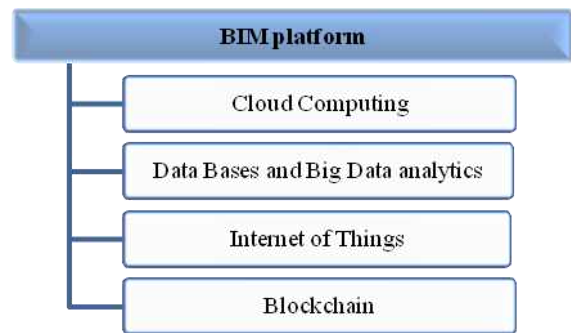 BIM platform
Cloud Computing
Data Bases and Big Data analytics
Internet of Things
Blockchain